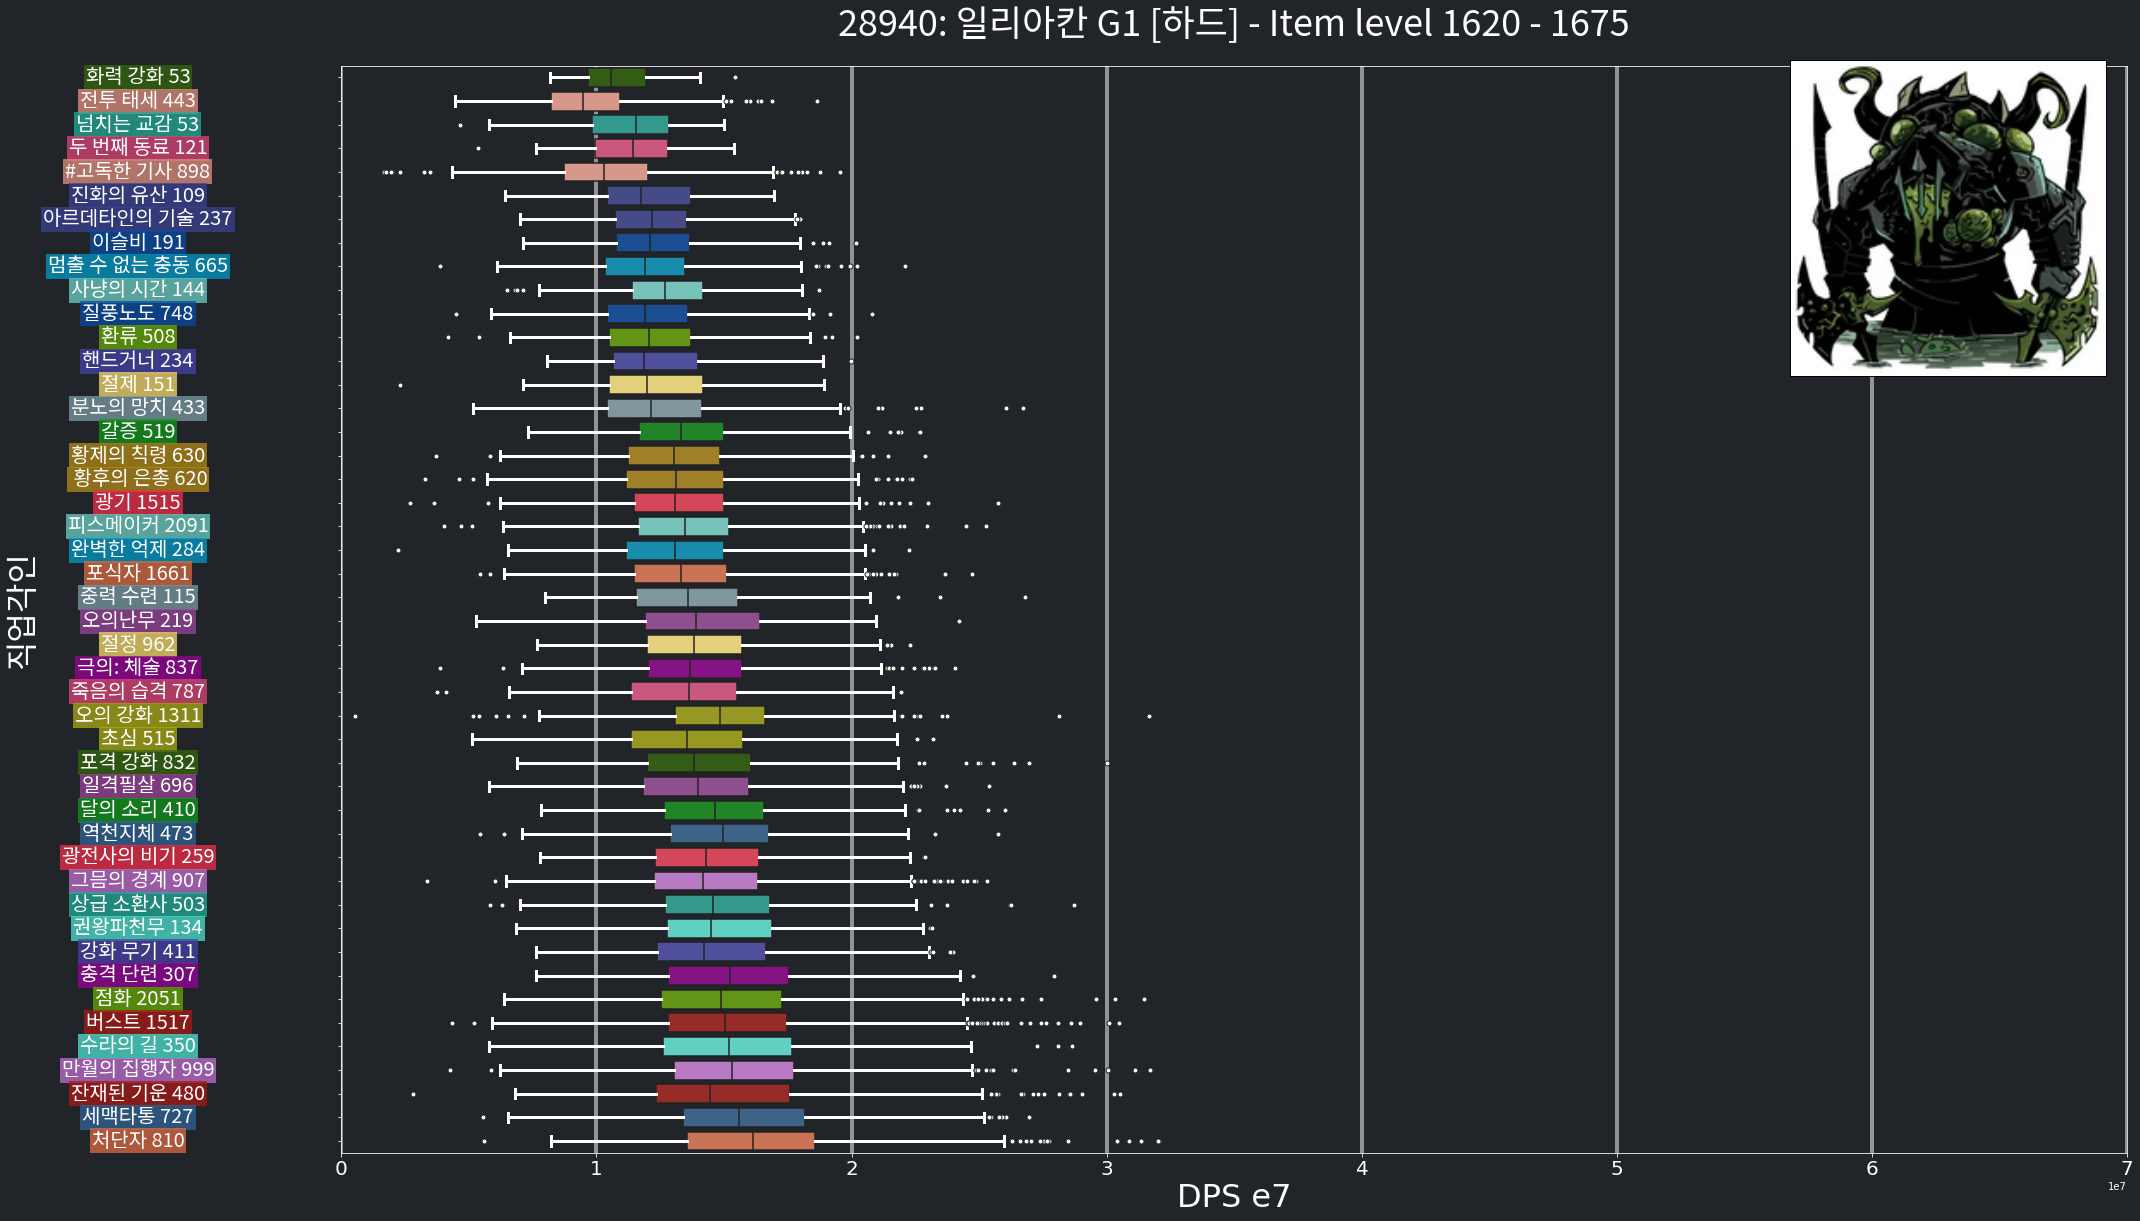 28940: 일리아칸 G1 [하드] - Item level 1620 - 1675
직업각인
화력 강화 53
전투 태세 443
넘치는 교감 53
두 번째 동료 121
#고독한 기사 898
진화의 유산 109
아르데타인의 기술 237
이슬비 191
멈출 수 없는 충동 665
사냥의 시간 144
질풍노도 748
환류 508
핸드거너 234
절제 151
분노의 망치 433
갈증 519
황제의 칙령 630
황후의 은총 620
광기 1515
피스메이커 2091
완벽한 억제 284
포식자 1661
중력 수련 115
오의난무 219
절정 962
극의: 체술 837
죽음의 습격 787
오의 강화 1311
초심 515
포격 강화 832
일격필살 696
달의 소리 410
역천지체 473
광전사의 비기 259
그믐의 경계 907
상급 소환사 503
권왕파천무 134
강화 무기 411
충격 단련 307
점화 2051
버스트 1517
수라의 길 350
만월의 집행자 999
잔재된 기운 480
세맥타통 727
처단자 810
0 1 2 3 4 5 6 7
1e7
DPS e7